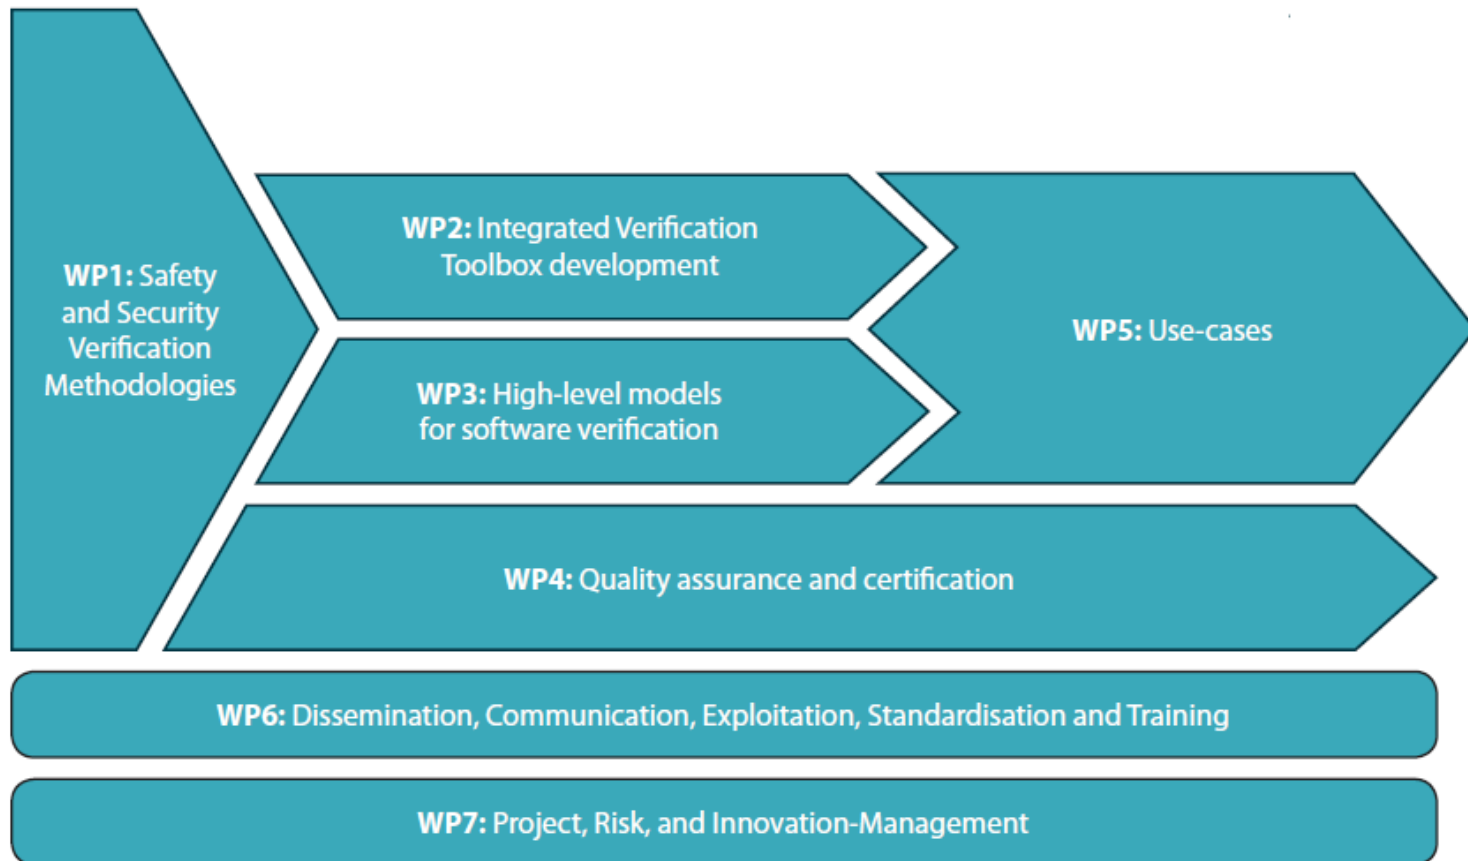 WP1: Safety
and Security
Verification
Methodologies
WP2: Integrated Verification
Toolbox development
WP3: High-level models
for software verification
WP5: Use-cases
WP4: Quality assurance and certification
WP6: Dissemination, Communication, Exploitation, Standardisation and Training
WP7: Project, Risk, and Innovation-Management